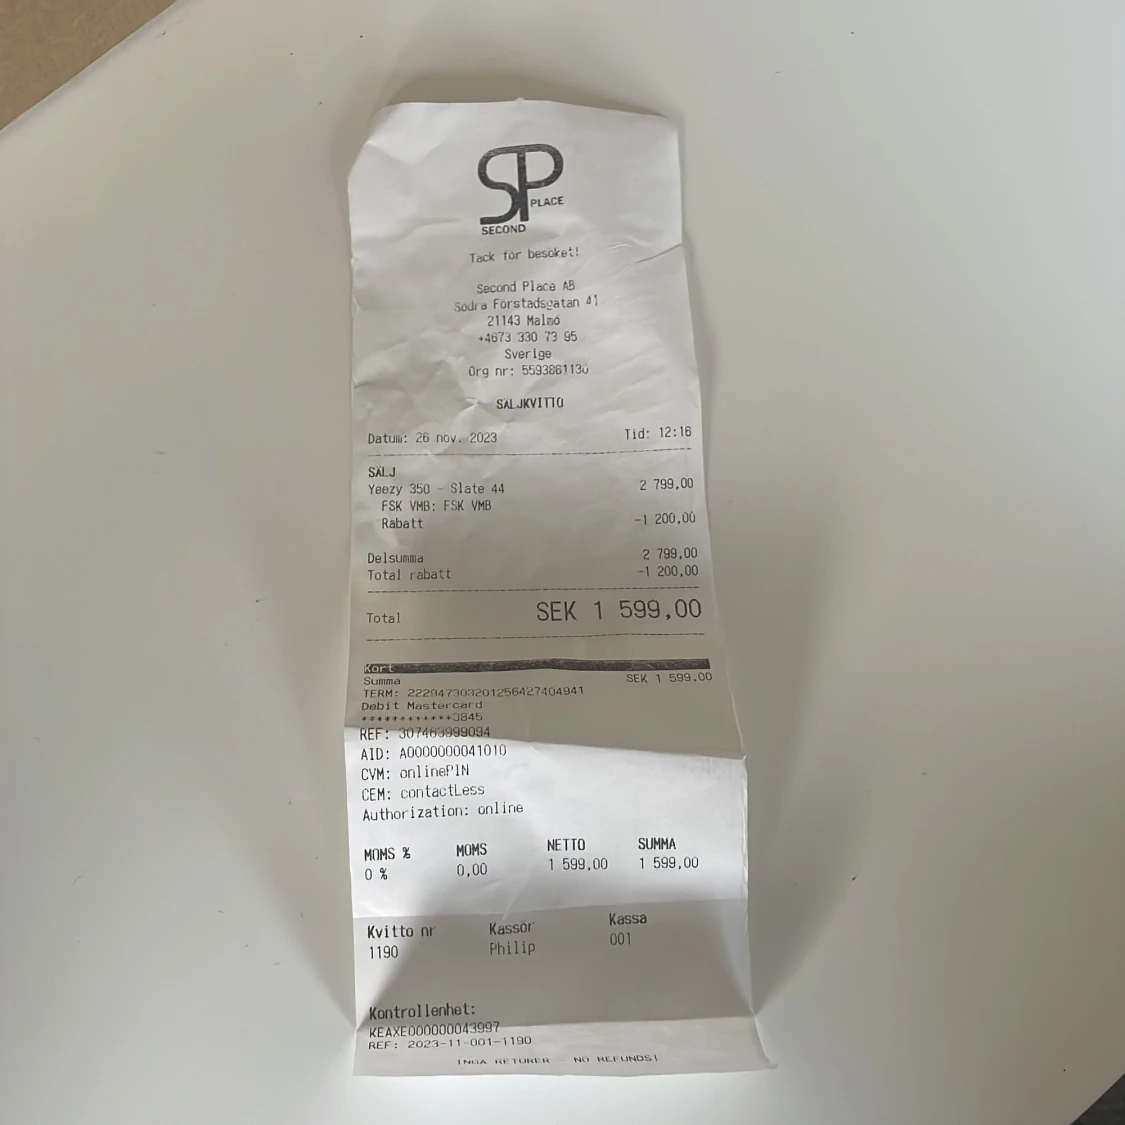 SP
PLACE
SECOND
Tack för besöket!
Second Place AB
Södra Förstadsgatan 41
21143 Malmö
+4673 330 73 95
Sverige
Org nr: 5593861130
SÄLJKVITTO
Datum: 26 nov. 2023 Tid: 12:16
SÄLJ
Yeezy 350 - Slate 44 2 799,00
FSK VMB: FSK VMB
Rabatt -1 200,00
Delsumma 2 799,00
Total rabatt -1 200,00
Total SEK 1 599,00
Kort
Summa SEK 1 599.00
TERM: 2229473032012564​27404941
Debit Mastercard
************3845
REF: 307463999094
AID: A0000000041010
CVM: onlinePIN
CEM: contactLess
Authorization: online
MOMS % MOMS NETTO SUMMA
0 % 0,00 1 599,00 1 599,00
Kvitto nr Kassör Kassa
1190 Philip 001
Kontrollenhet:
KEAXE000000043997
REF: 2023-11-001-1190
INGA RETURER - NO REFUNDS!